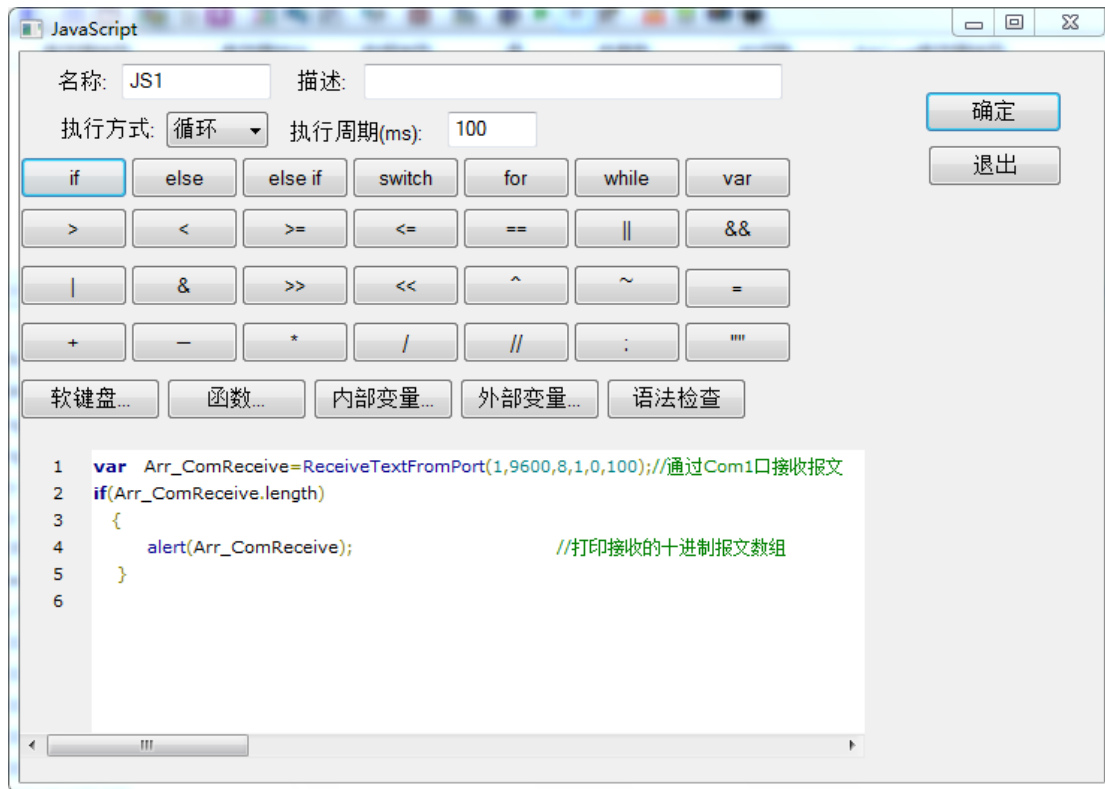 JavaScript
名称: JS1 描述:
确定
执行方式: 循环 执行周期(ms): 100
退出
if else else if switch for while var
> < >= <= == || &&
| & >> << ^ ~ =
+ — * / // ; ""
软键盘... 函数... 内部变量... 外部变量... 语法检查
1 var Arr_ComReceive=ReceiveTextFromPort(1,9600,8,1,0,100);//通过Com1口接收报文
2 if(Arr_ComReceive.length)
3 {
4 alert(Arr_ComReceive); //打印接收的十进制报文数组
5 }
6